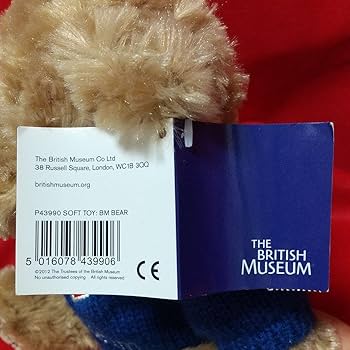 The British Museum Co Ltd
38 Russell Square, London, WC1B 3QQ
britishmuseum.org
P43990 SOFT TOY: BM BEAR
5 016078 439906
©2012 The Trustees of the British Museum
No unauthorised copying All rights reserved
CE
THE
BRITISH
MUSEUM